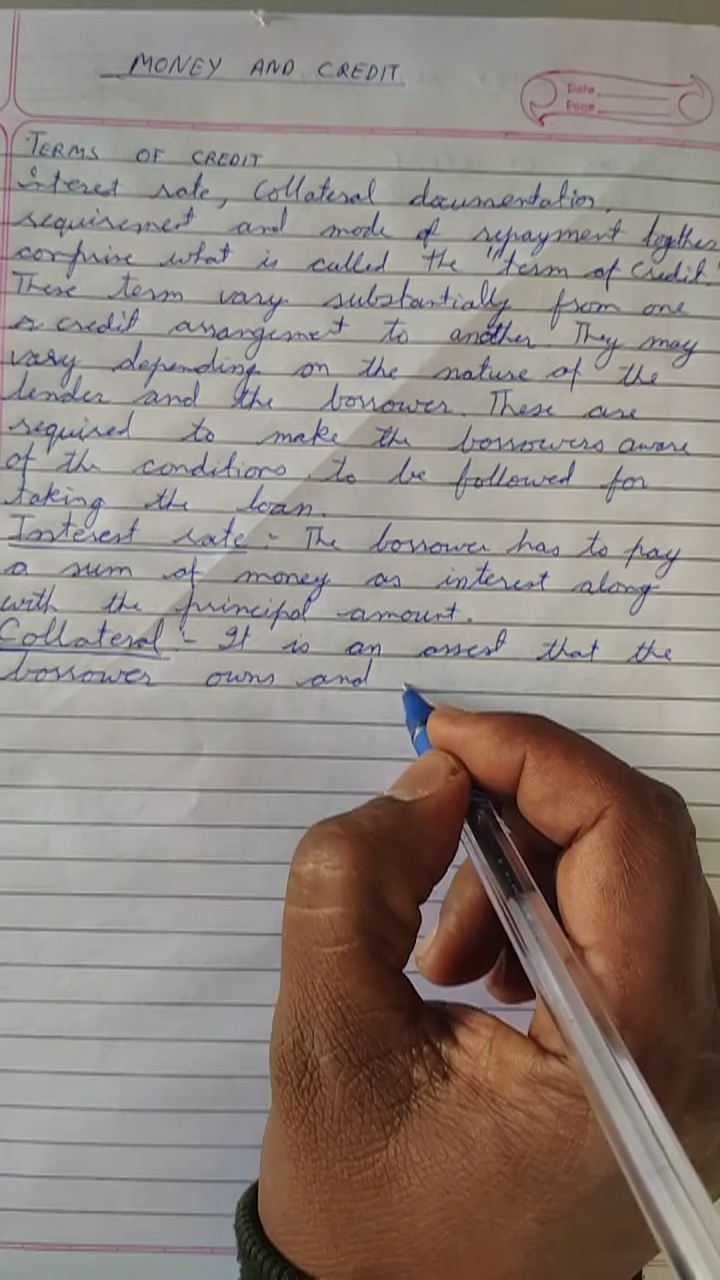 MONEY AND CREDIT
Date
Page
TERMS OF CREDIT
Interest rate, Collateral documentation,
requirement and mode of repayment together
comprise what is called the "term of Credit."
These term vary substantially from one
credit arrangement to another. They may
vary depending on the nature of the
lender and the borrower. These are
required to make the borrowers aware
of the conditions to be followed for
taking the loan.
Interest rate :- The borrower has to pay
a sum of money as interest along
with the principal amount.
Collateral :- It is an assest that the
borrower owns and